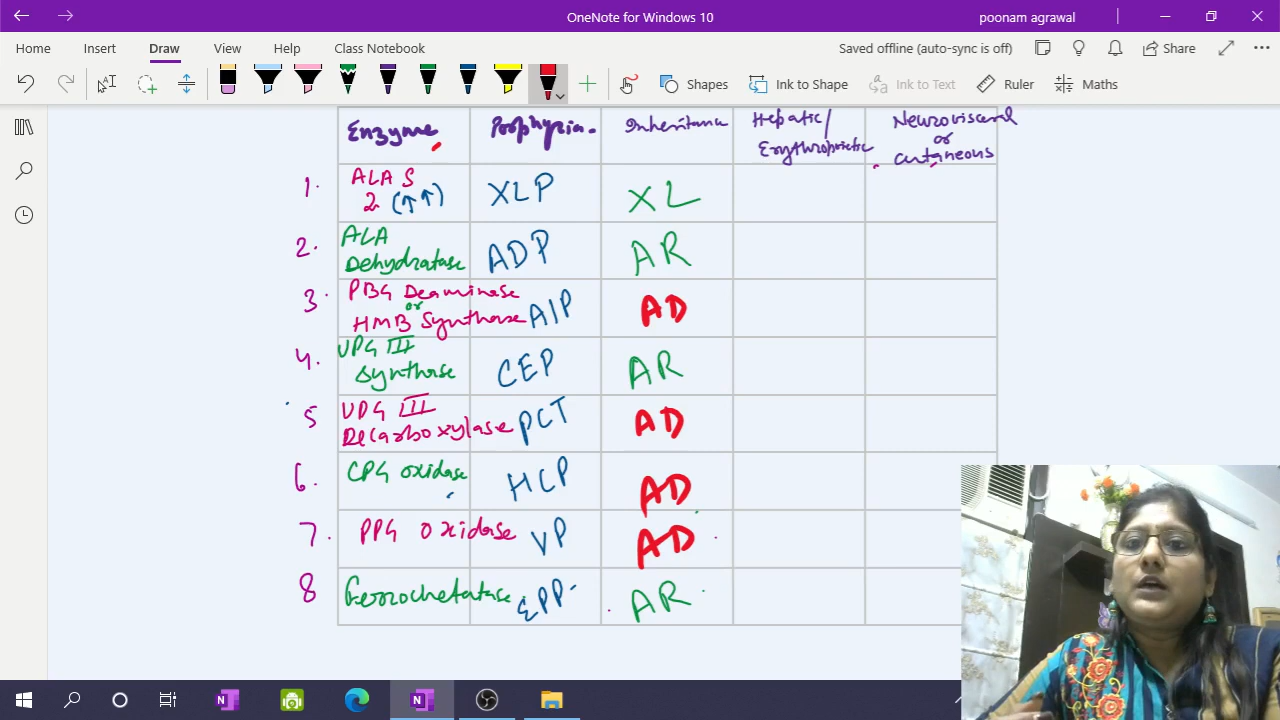 OneNote for Windows 10
poonam agrawal
Home Insert Draw View Help Class Notebook
Saved offline (auto-sync is off)
Share
Shapes
Ink to Shape
Ink to Text
Ruler
Maths
Enzyme Porphyria. Inheritance Hepatic/ Erythropoietic Neurovisceral or cutaneous
1. ALA S 2 (↑↑) XLP XL
2. ALA Dehydratase ADP AR
3. PBG Deaminase or HMB Synthase AIP AD
4. UPG III Synthase CEP AR
5 UPG III Decarboxylase PCT AD
6. CPG oxidase HCP AD
7. PPG oxidase VP AD
8 Ferrochelatase EPP AR